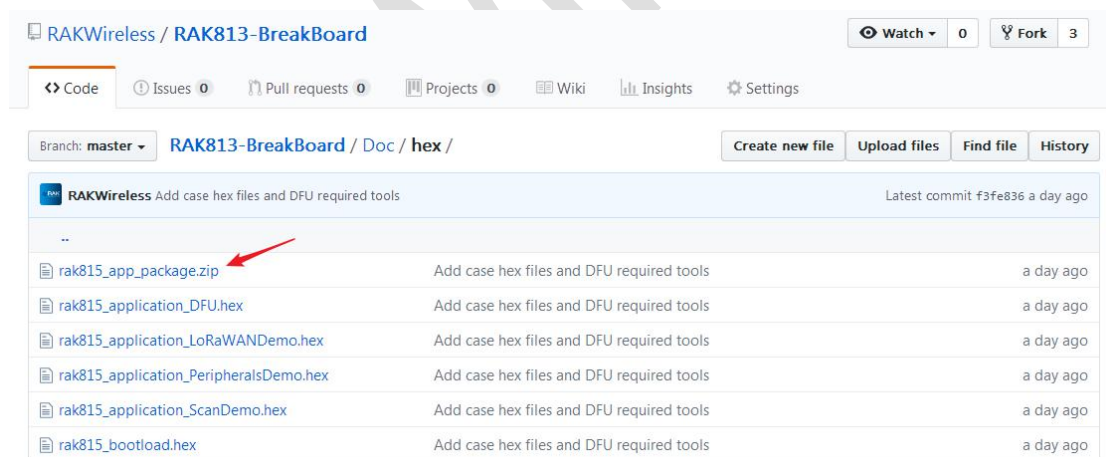 RAKWireless / RAK813-BreakBoard Watch 0 Fork 3
Code Issues 0 Pull requests 0 Projects 0 Wiki Insights Settings
Branch: master RAK813-BreakBoard / Doc / hex / Create new file Upload files Find file History
RAK RAKWireless Add case hex files and DFU required tools Latest commit f3fe836 a day ago
..
rak815_app_package.zip Add case hex files and DFU required tools a day ago
rak815_application_DFU.hex Add case hex files and DFU required tools a day ago
rak815_application_LoRaWANDemo.hex Add case hex files and DFU required tools a day ago
rak815_application_PeripheralsDemo.hex Add case hex files and DFU required tools a day ago
rak815_application_ScanDemo.hex Add case hex files and DFU required tools a day ago
rak815_bootload.hex Add case hex files and DFU required tools a day ago